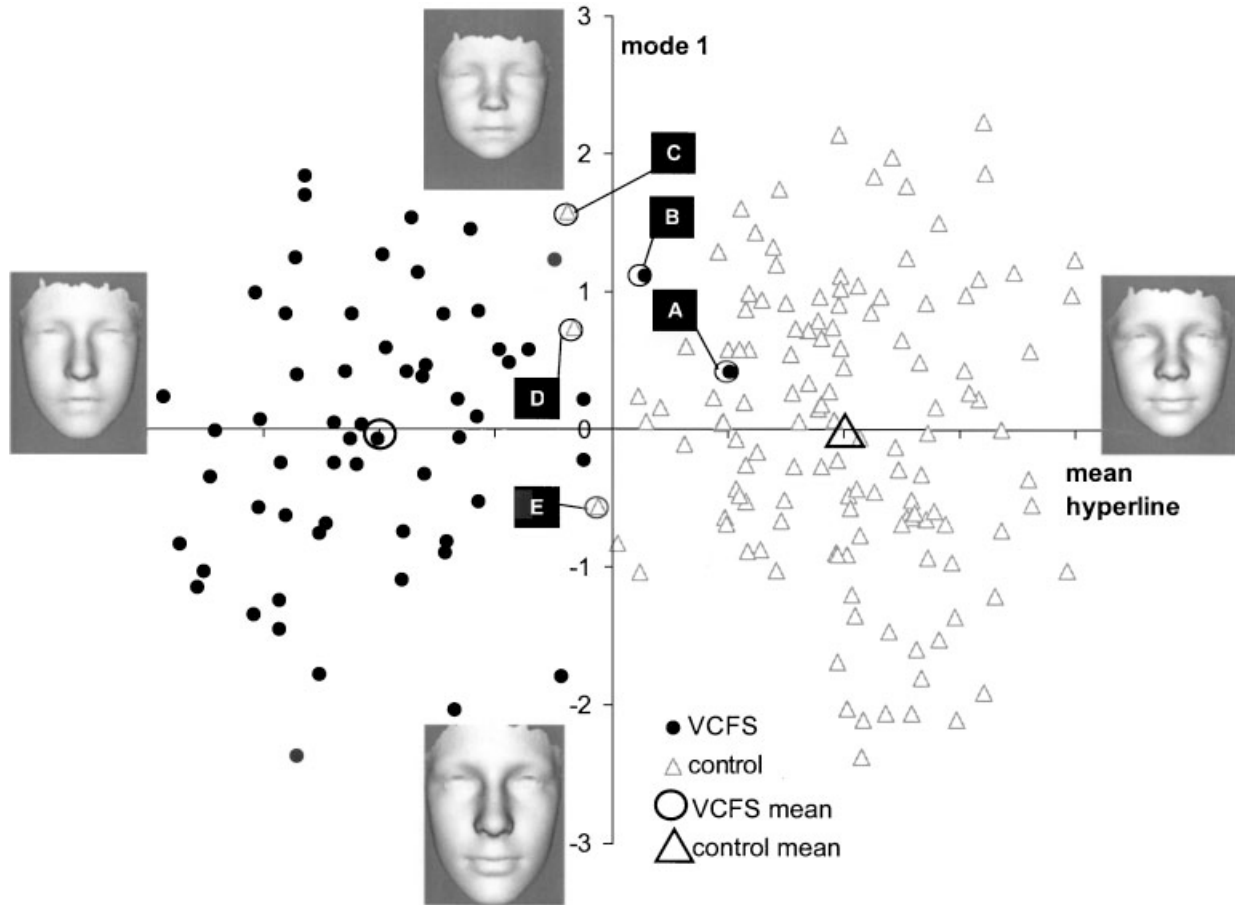 3
mode 1
C
2
B
1
A
D
0
mean
hyperline
E
-1
-2
VCFS
control
VCFS mean
control mean
-3